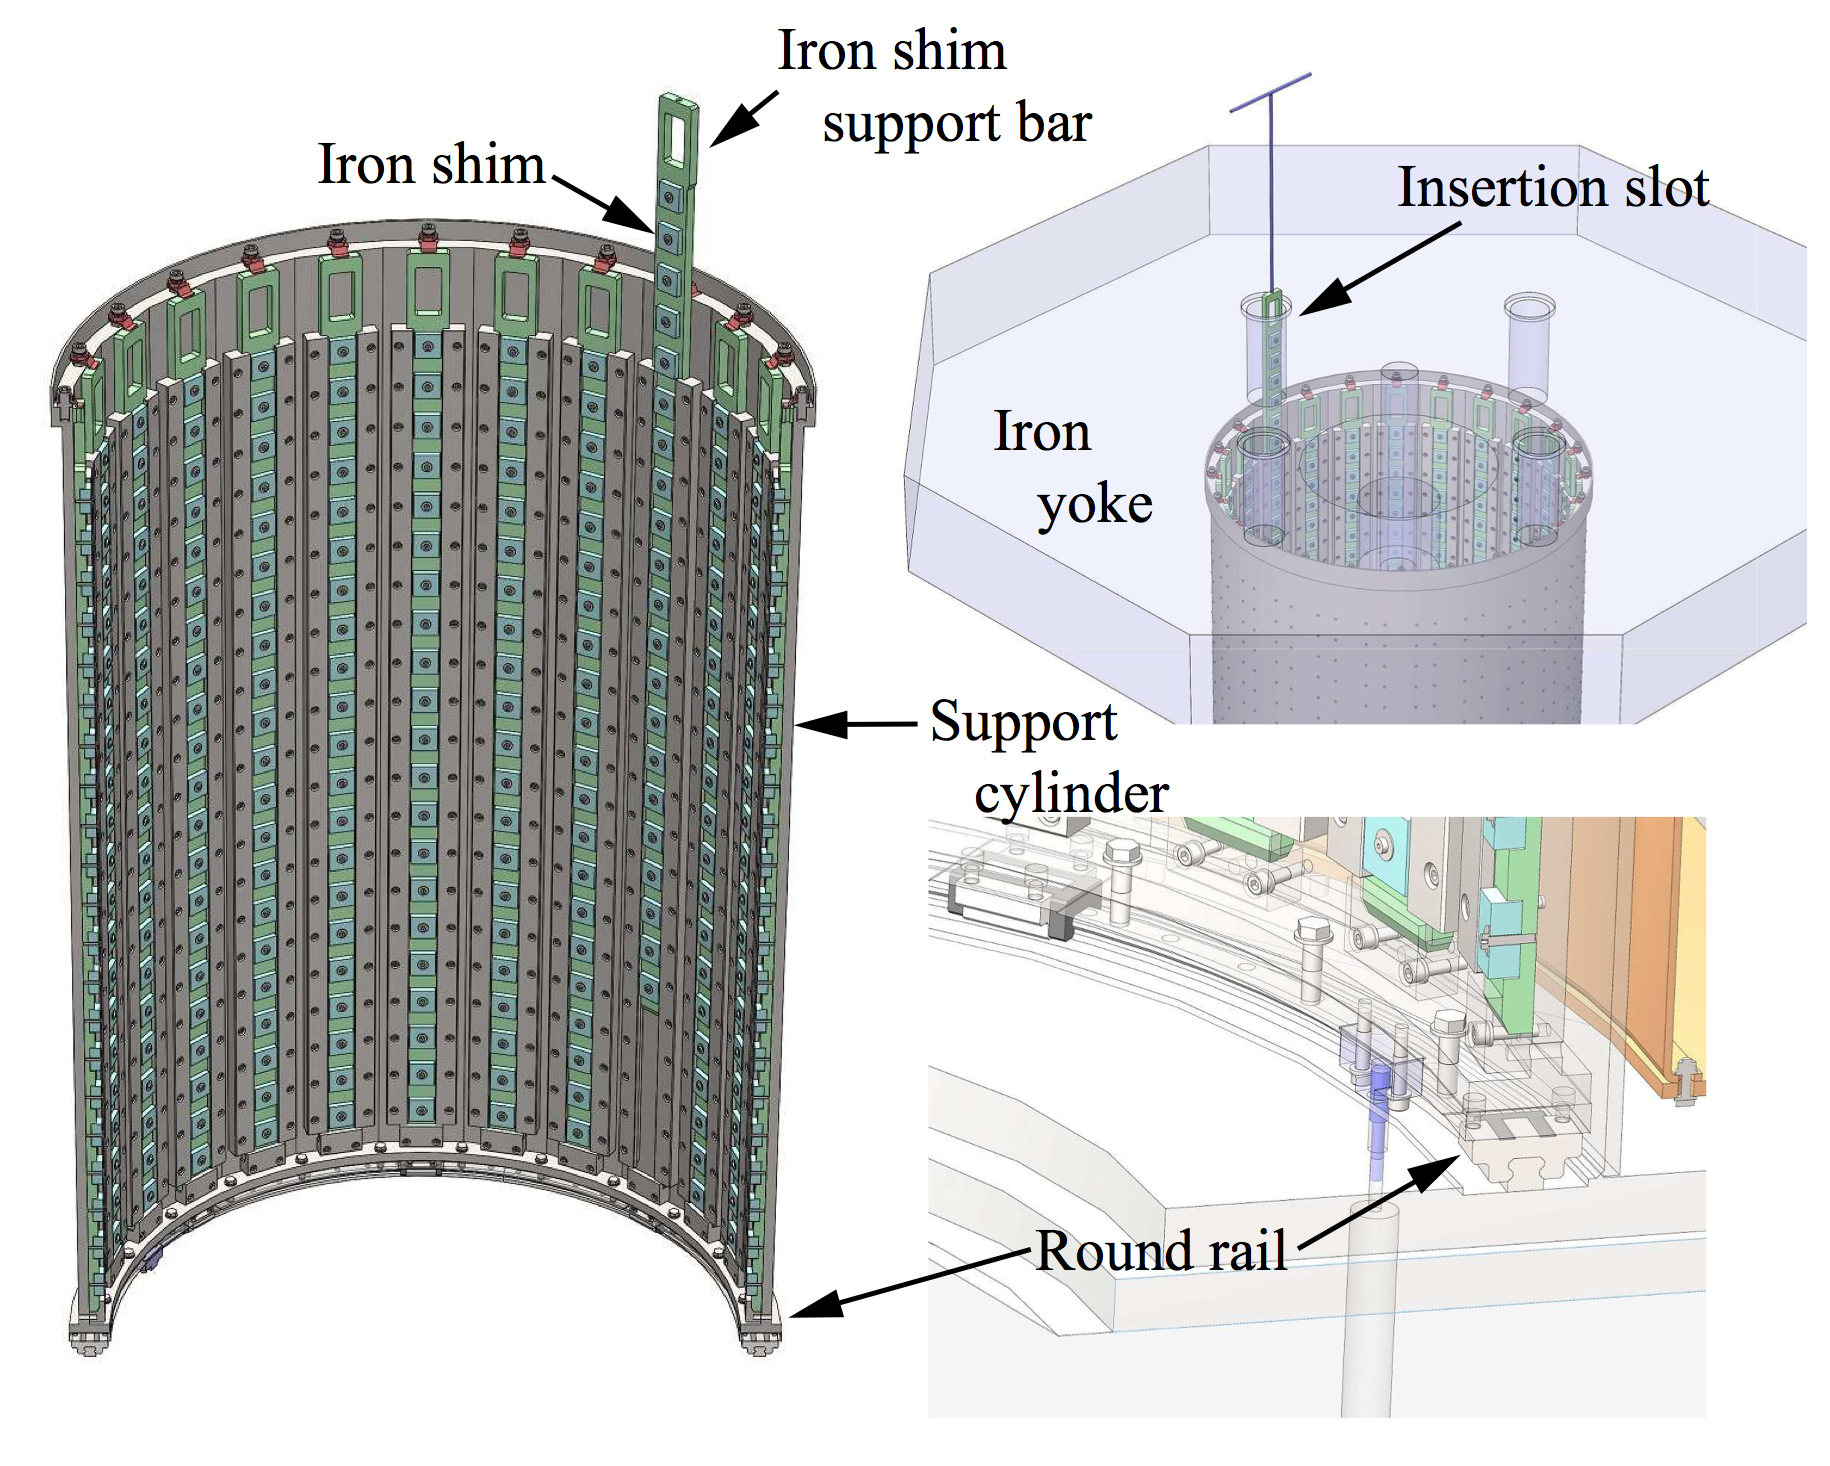 Iron shim
support bar
Iron shim
Insertion slot
Iron
yoke
Support
cylinder
Round rail